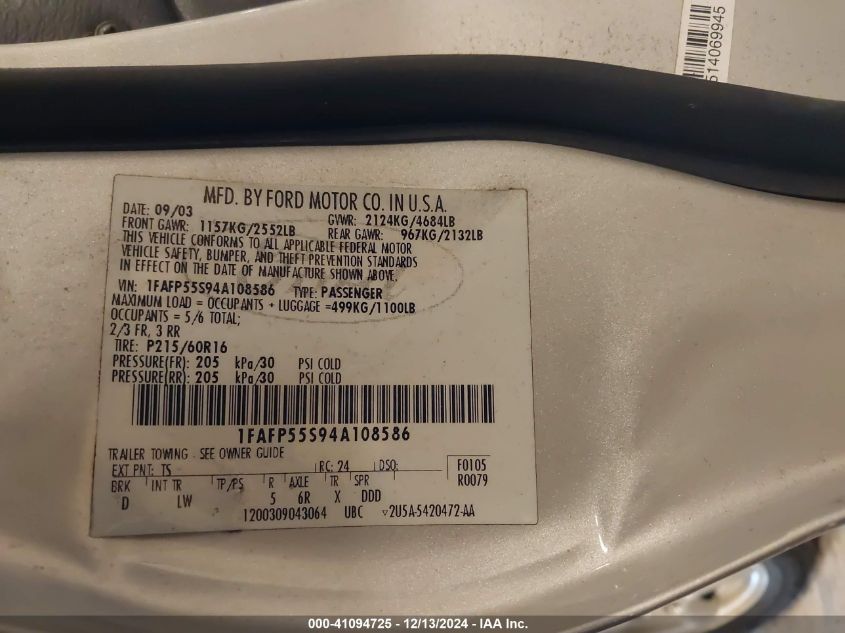 514069945
MFD. BY FORD MOTOR CO. IN U.S.A.
DATE: 09/03 GVWR: 2124KG/4684LB
FRONT GAWR: 1157KG/2552LB REAR GAWR: 967KG/2132LB
THIS VEHICLE CONFORMS TO ALL APPLICABLE FEDERAL MOTOR
VEHICLE SAFETY, BUMPER, AND THEFT PREVENTION STANDARDS
IN EFFECT ON THE DATE OF MANUFACTURE SHOWN ABOVE.
VIN: 1FAFP55S94A108586 TYPE: PASSENGER
MAXIMUM LOAD = OCCUPANTS + LUGGAGE =499KG/1100LB
OCCUPANTS = 5/6 TOTAL;
2/3 FR, 3 RR
TIRE: P215/60R16
PRESSURE(FR): 205 kPa/30 PSI COLD
PRESSURE(RR): 205 kPa/30 PSI COLD
1FAFP55S94A108586
TRAILER TOWING - SEE OWNER GUIDE
EXT PNT: TS RC: 24 DSO: F0105
BRK INT TR TP/PS R AXLE TR SPR R0079
D LW 5 6R X DDD
1200309043064 UBC ▽2U5A-5420472-AA
000-41094725 - 12/13/2024 - IAA Inc.